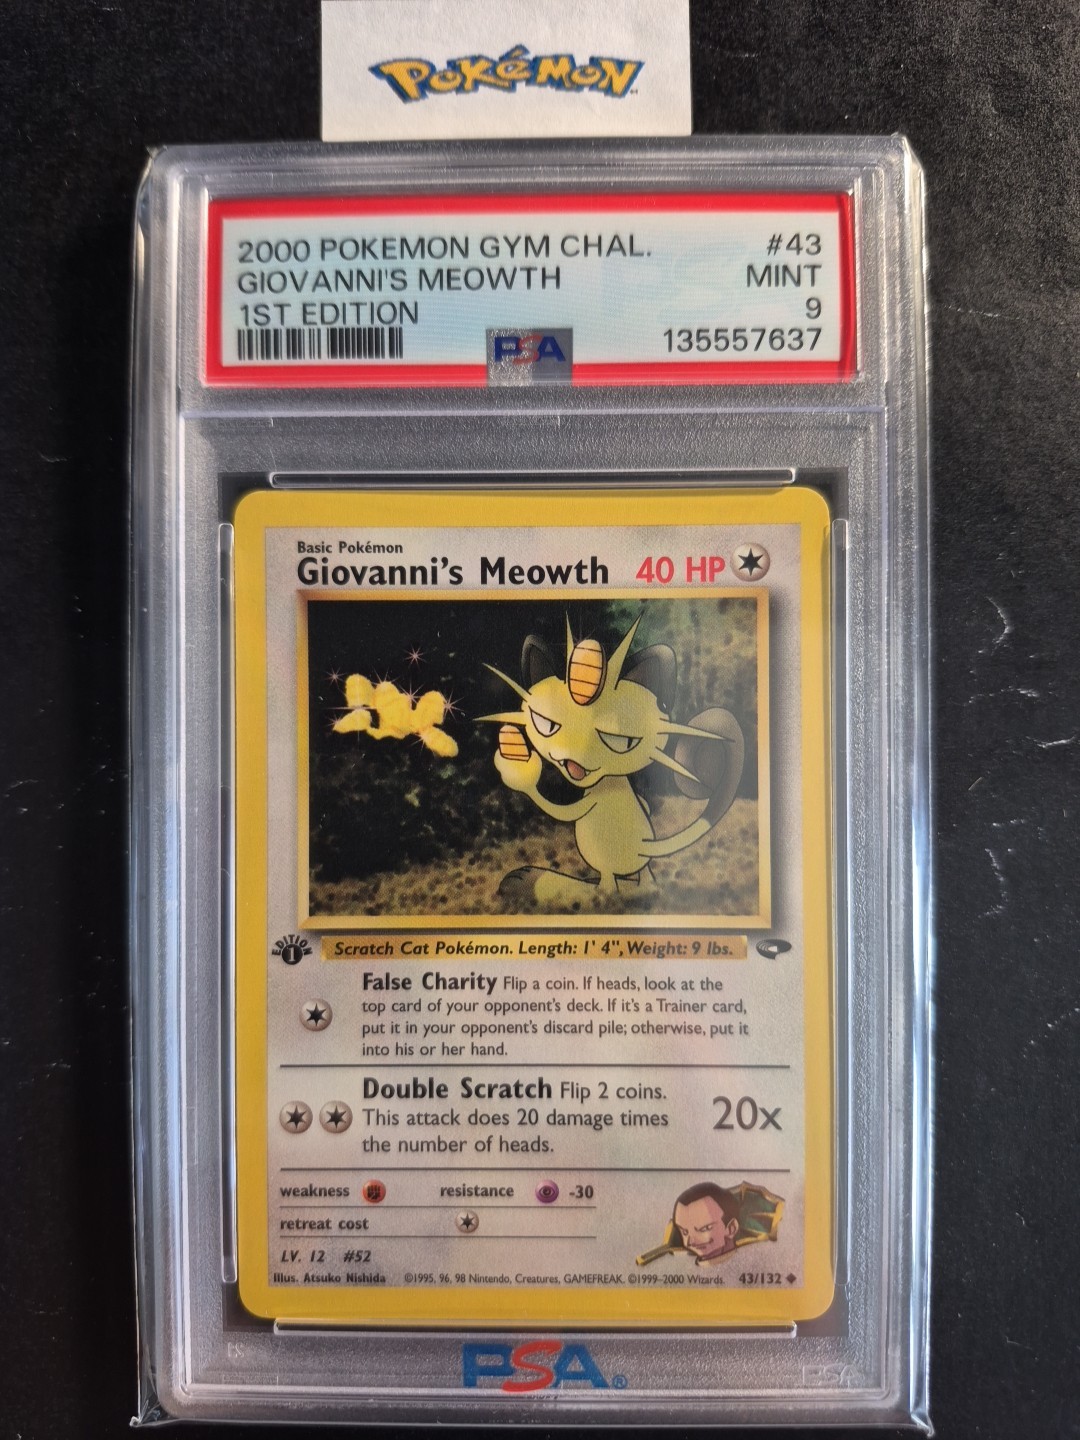 POKéMON
2000 POKEMON GYM CHAL. #43
GIOVANNI'S MEOWTH MINT
1ST EDITION 9
PSA 135557637
Basic Pokémon
Giovanni's Meowth 40 HP
EDITION 1
Scratch Cat Pokémon. Length: 1' 4", Weight: 9 lbs.
False Charity Flip a coin. If heads, look at the
top card of your opponent's deck. If it's a Trainer card,
put it in your opponent's discard pile; otherwise, put it
into his or her hand.
Double Scratch Flip 2 coins.
This attack does 20 damage times 20x
the number of heads.
weakness resistance -30
retreat cost
LV. 12 #52
Illus. Atsuko Nishida ©1995, 96, 98 Nintendo, Creatures, GAMEFREAK. ©1999-2000 Wizards. 43/132
PSA®